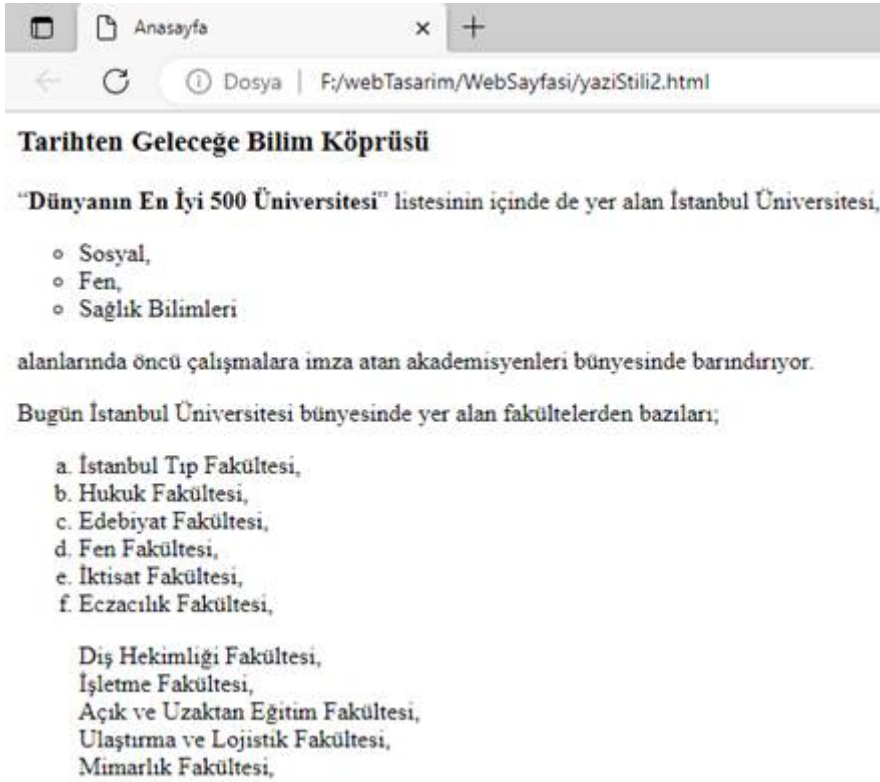 Anasayfa
Dosya | F:/webTasarim/WebSayfasi/yaziStili2.html
Tarihten Geleceğe Bilim Köprüsü
“Dünyanın En İyi 500 Üniversitesi” listesinin içinde de yer alan İstanbul Üniversitesi,
Sosyal,
Fen,
Sağlık Bilimleri
alanlarında öncü çalışmalara imza atan akademisyenleri bünyesinde barındırıyor.
Bugün İstanbul Üniversitesi bünyesinde yer alan fakültelerden bazıları;
a. İstanbul Tıp Fakültesi,
b. Hukuk Fakültesi,
c. Edebiyat Fakültesi,
d. Fen Fakültesi,
e. İktisat Fakültesi,
f. Eczacılık Fakültesi,
Diş Hekimliği Fakültesi,
İşletme Fakültesi,
Açık ve Uzaktan Eğitim Fakültesi,
Ulaştırma ve Lojistik Fakültesi,
Mimarlık Fakültesi,